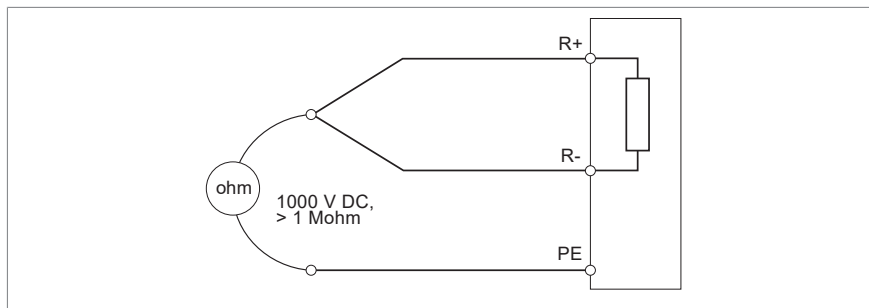 R+
R-
ohm
1000 V DC,
> 1 Mohm
PE